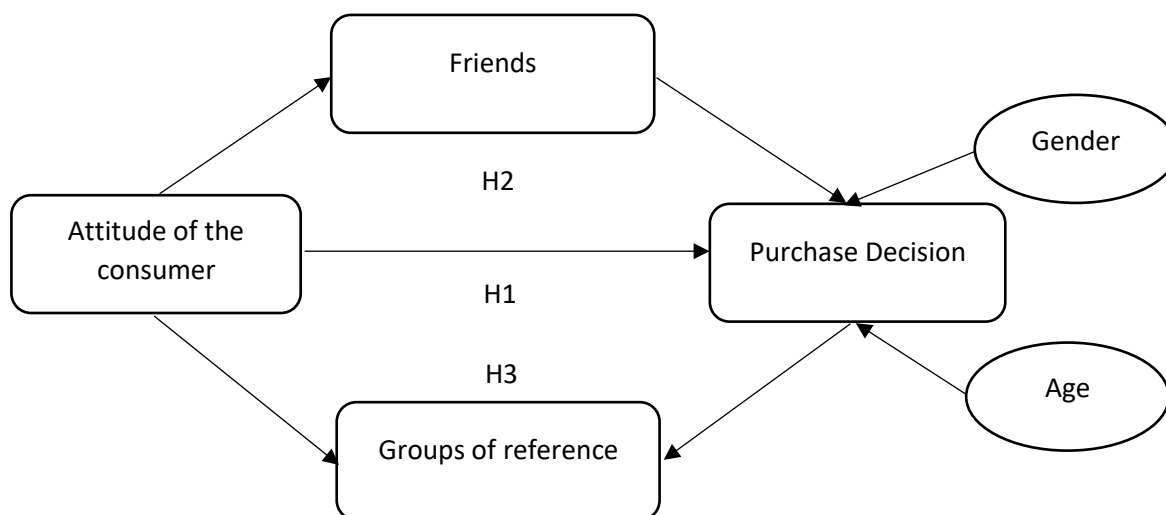 Friends
Gender
H2
Attitude of the
consumer
Purchase Decision
H1
H3
Age
Groups of reference